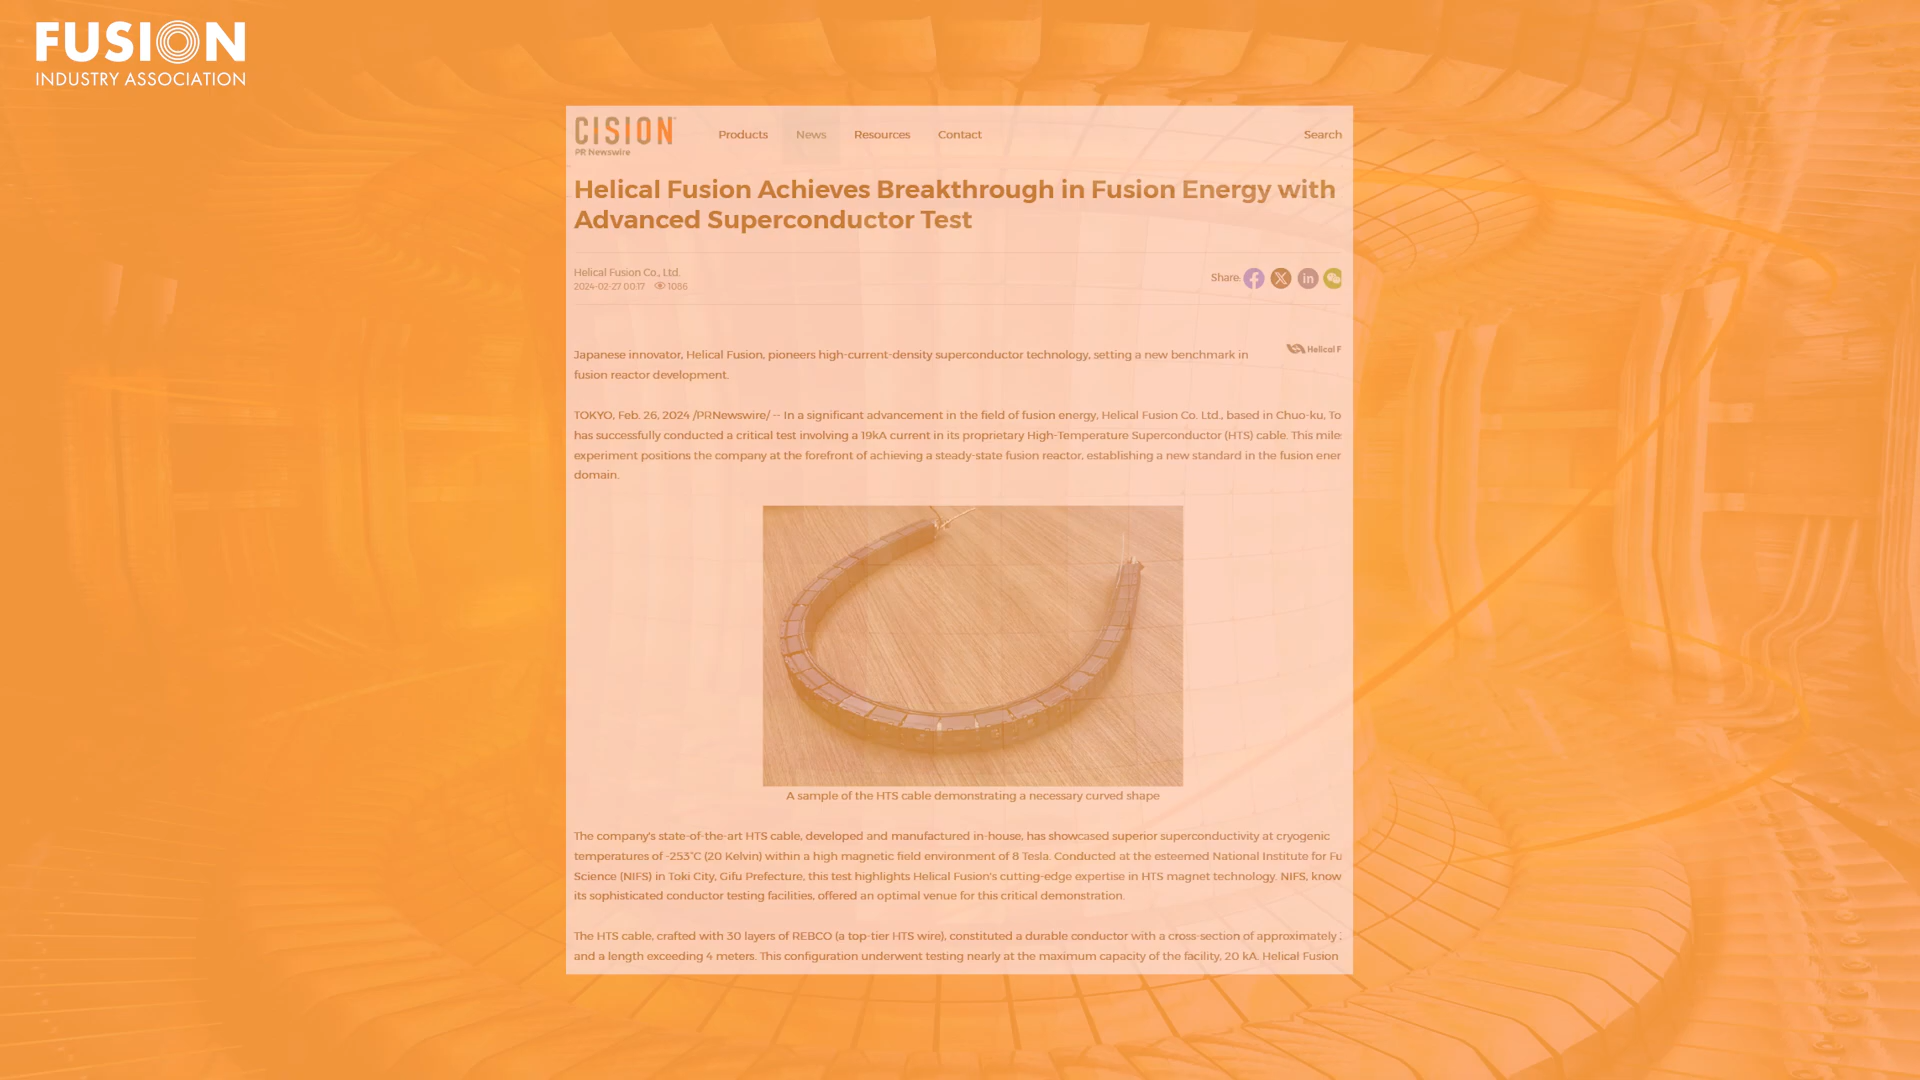 FUSION
INDUSTRY ASSOCIATION
CISION
PR Newswire
Products News Resources Contact Search
Helical Fusion Achieves Breakthrough in Fusion Energy with
Advanced Superconductor Test
Helical Fusion Co., Ltd.
2024-02-27 00:17 1086
Share:
Helical F
Japanese innovator, Helical Fusion, pioneers high-current-density superconductor technology, setting a new benchmark in
fusion reactor development.
TOKYO, Feb. 26, 2024 /PRNewswire/ -- In a significant advancement in the field of fusion energy, Helical Fusion Co. Ltd., based in Chuo-ku, To
has successfully conducted a critical test involving a 19kA current in its proprietary High-Temperature Superconductor (HTS) cable. This miles
experiment positions the company at the forefront of achieving a steady-state fusion reactor, establishing a new standard in the fusion ener
domain.
A sample of the HTS cable demonstrating a necessary curved shape
The company's state-of-the-art HTS cable, developed and manufactured in-house, has showcased superior superconductivity at cryogenic
temperatures of -253°C (20 Kelvin) within a high magnetic field environment of 8 Tesla. Conducted at the esteemed National Institute for Fu
Science (NIFS) in Toki City, Gifu Prefecture, this test highlights Helical Fusion's cutting-edge expertise in HTS magnet technology. NIFS, know
its sophisticated conductor testing facilities, offered an optimal venue for this critical demonstration.
The HTS cable, crafted with 30 layers of REBCO (a top-tier HTS wire), constituted a durable conductor with a cross-section of approximately
and a length exceeding 4 meters. This configuration underwent testing nearly at the maximum capacity of the facility, 20 kA. Helical Fusion